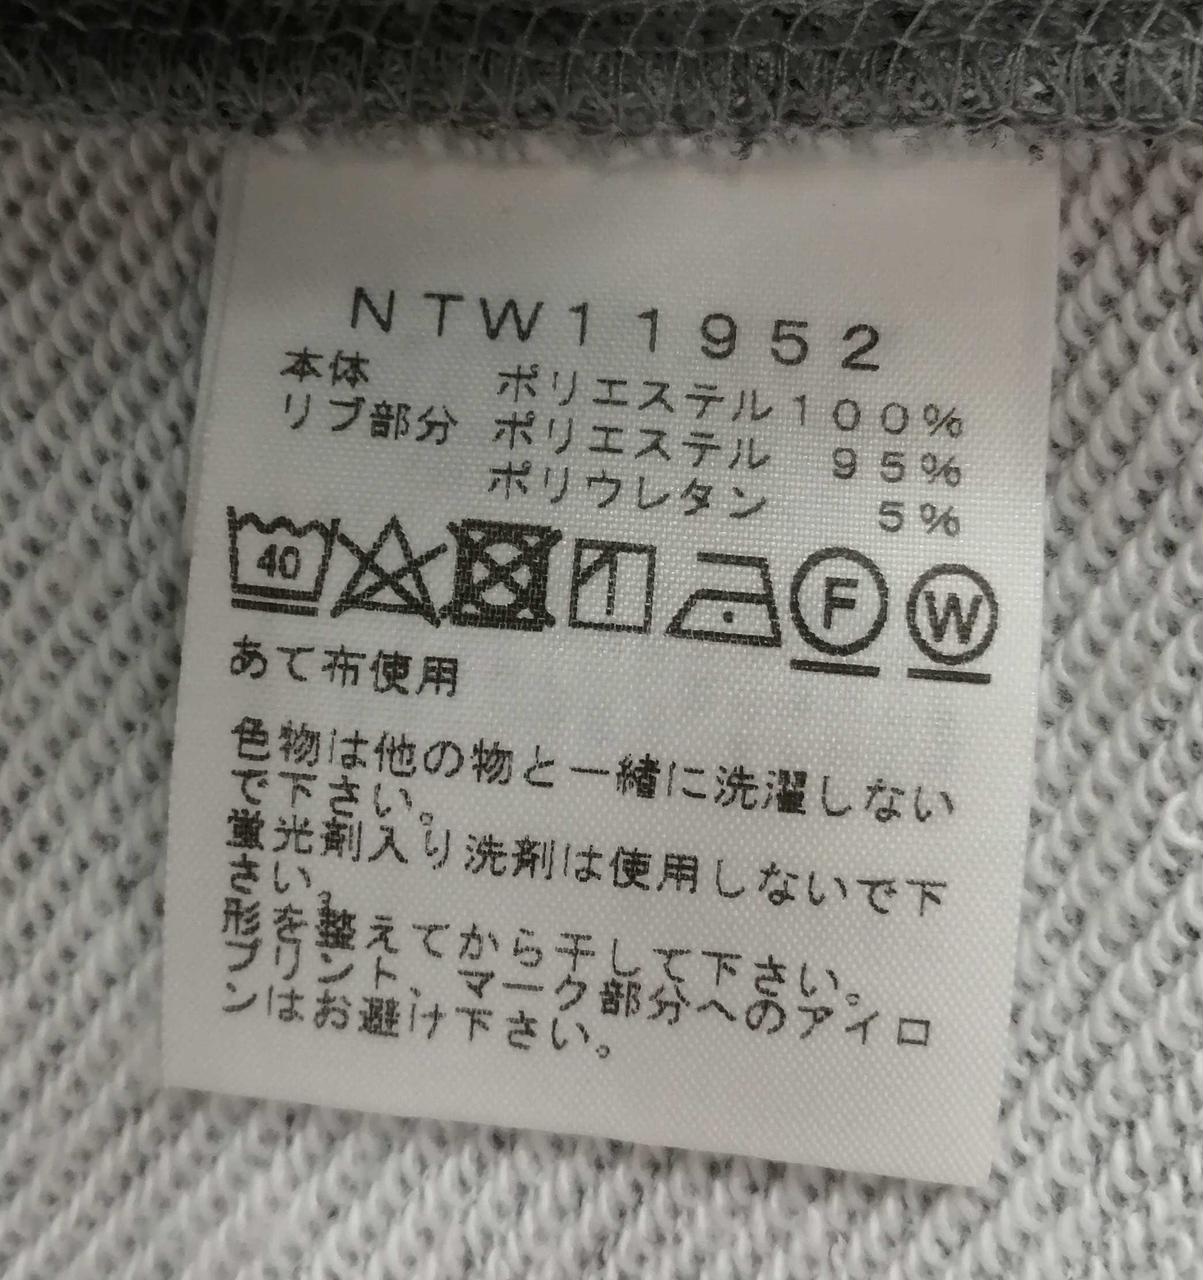 NTW11952
本体 ポリエステル100%
リブ部分 ポリエステル 95%
ポリウレタン 5%
40 F W
あて布使用
色物は他の物と一緒に洗濯しない
で下さい。
蛍光剤入り洗剤は使用しないで下
さい。
形を整えてから干して下さい。
プリント、マーク部分へのアイロ
ンはお避け下さい。